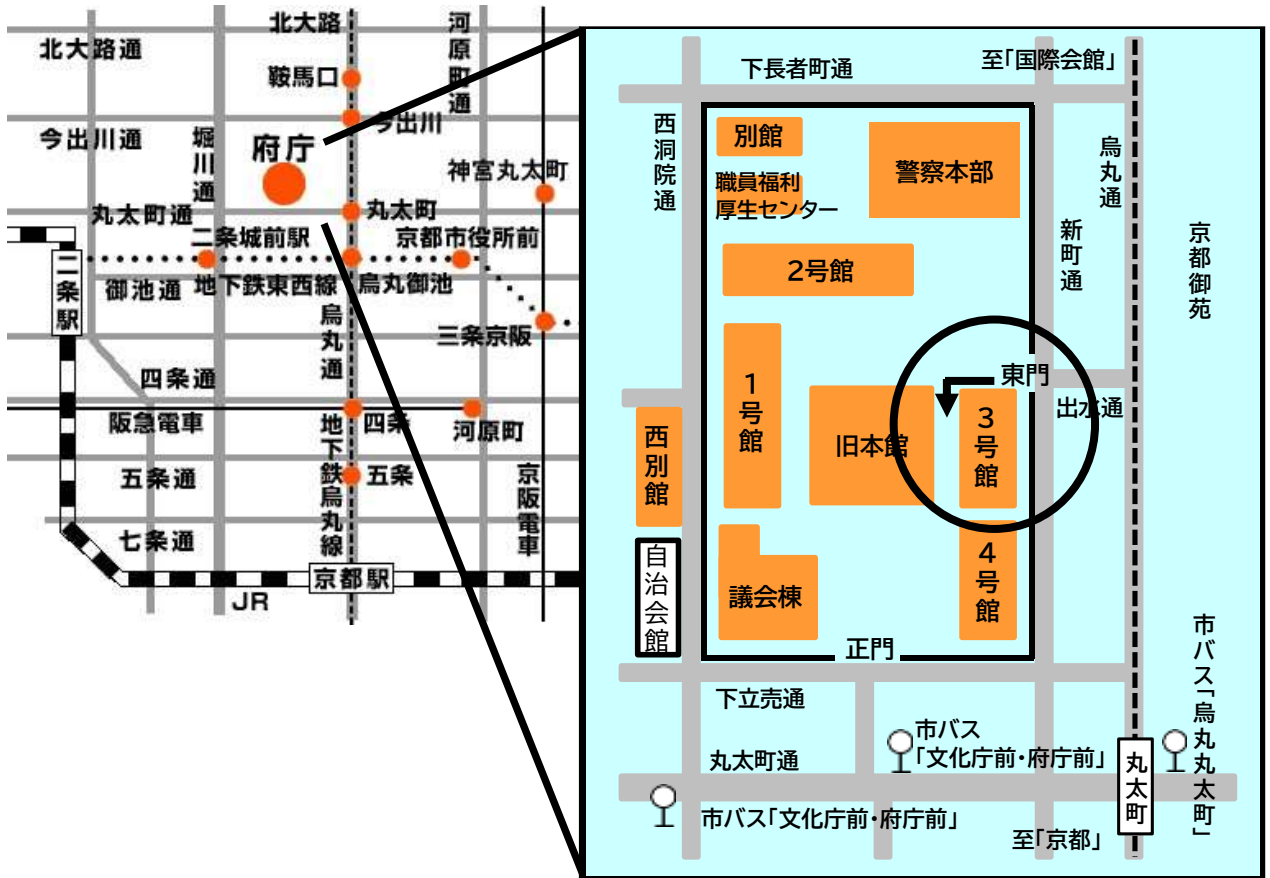 北大路
河原町通
北大路通
鞍馬口
今出川
今出川通
堀川通
府庁
神宮丸太町
丸太町通
丸太町
二条城前駅
京都市役所前
二条駅
御池通
地下鉄東西線
烏丸御池
烏丸通
三条京阪
四条通
阪急電車
四条
河原町
地下鉄烏丸線
五条通
五条
京阪電車
七条通
京都駅
JR
下長者町通
至「国際会館」
西洞院通
別館
警察本部
烏丸通
職員福利
厚生センター
新町通
京都御苑
2号館
1号館
東門
出水通
旧本館
3号館
西別館
自治会館
4号館
議会棟
正門
下立売通
市バス
「文化庁前・府庁前」
丸太町通
丸太町
市バス「烏丸丸太町」
市バス「文化庁前・府庁前」
至「京都」